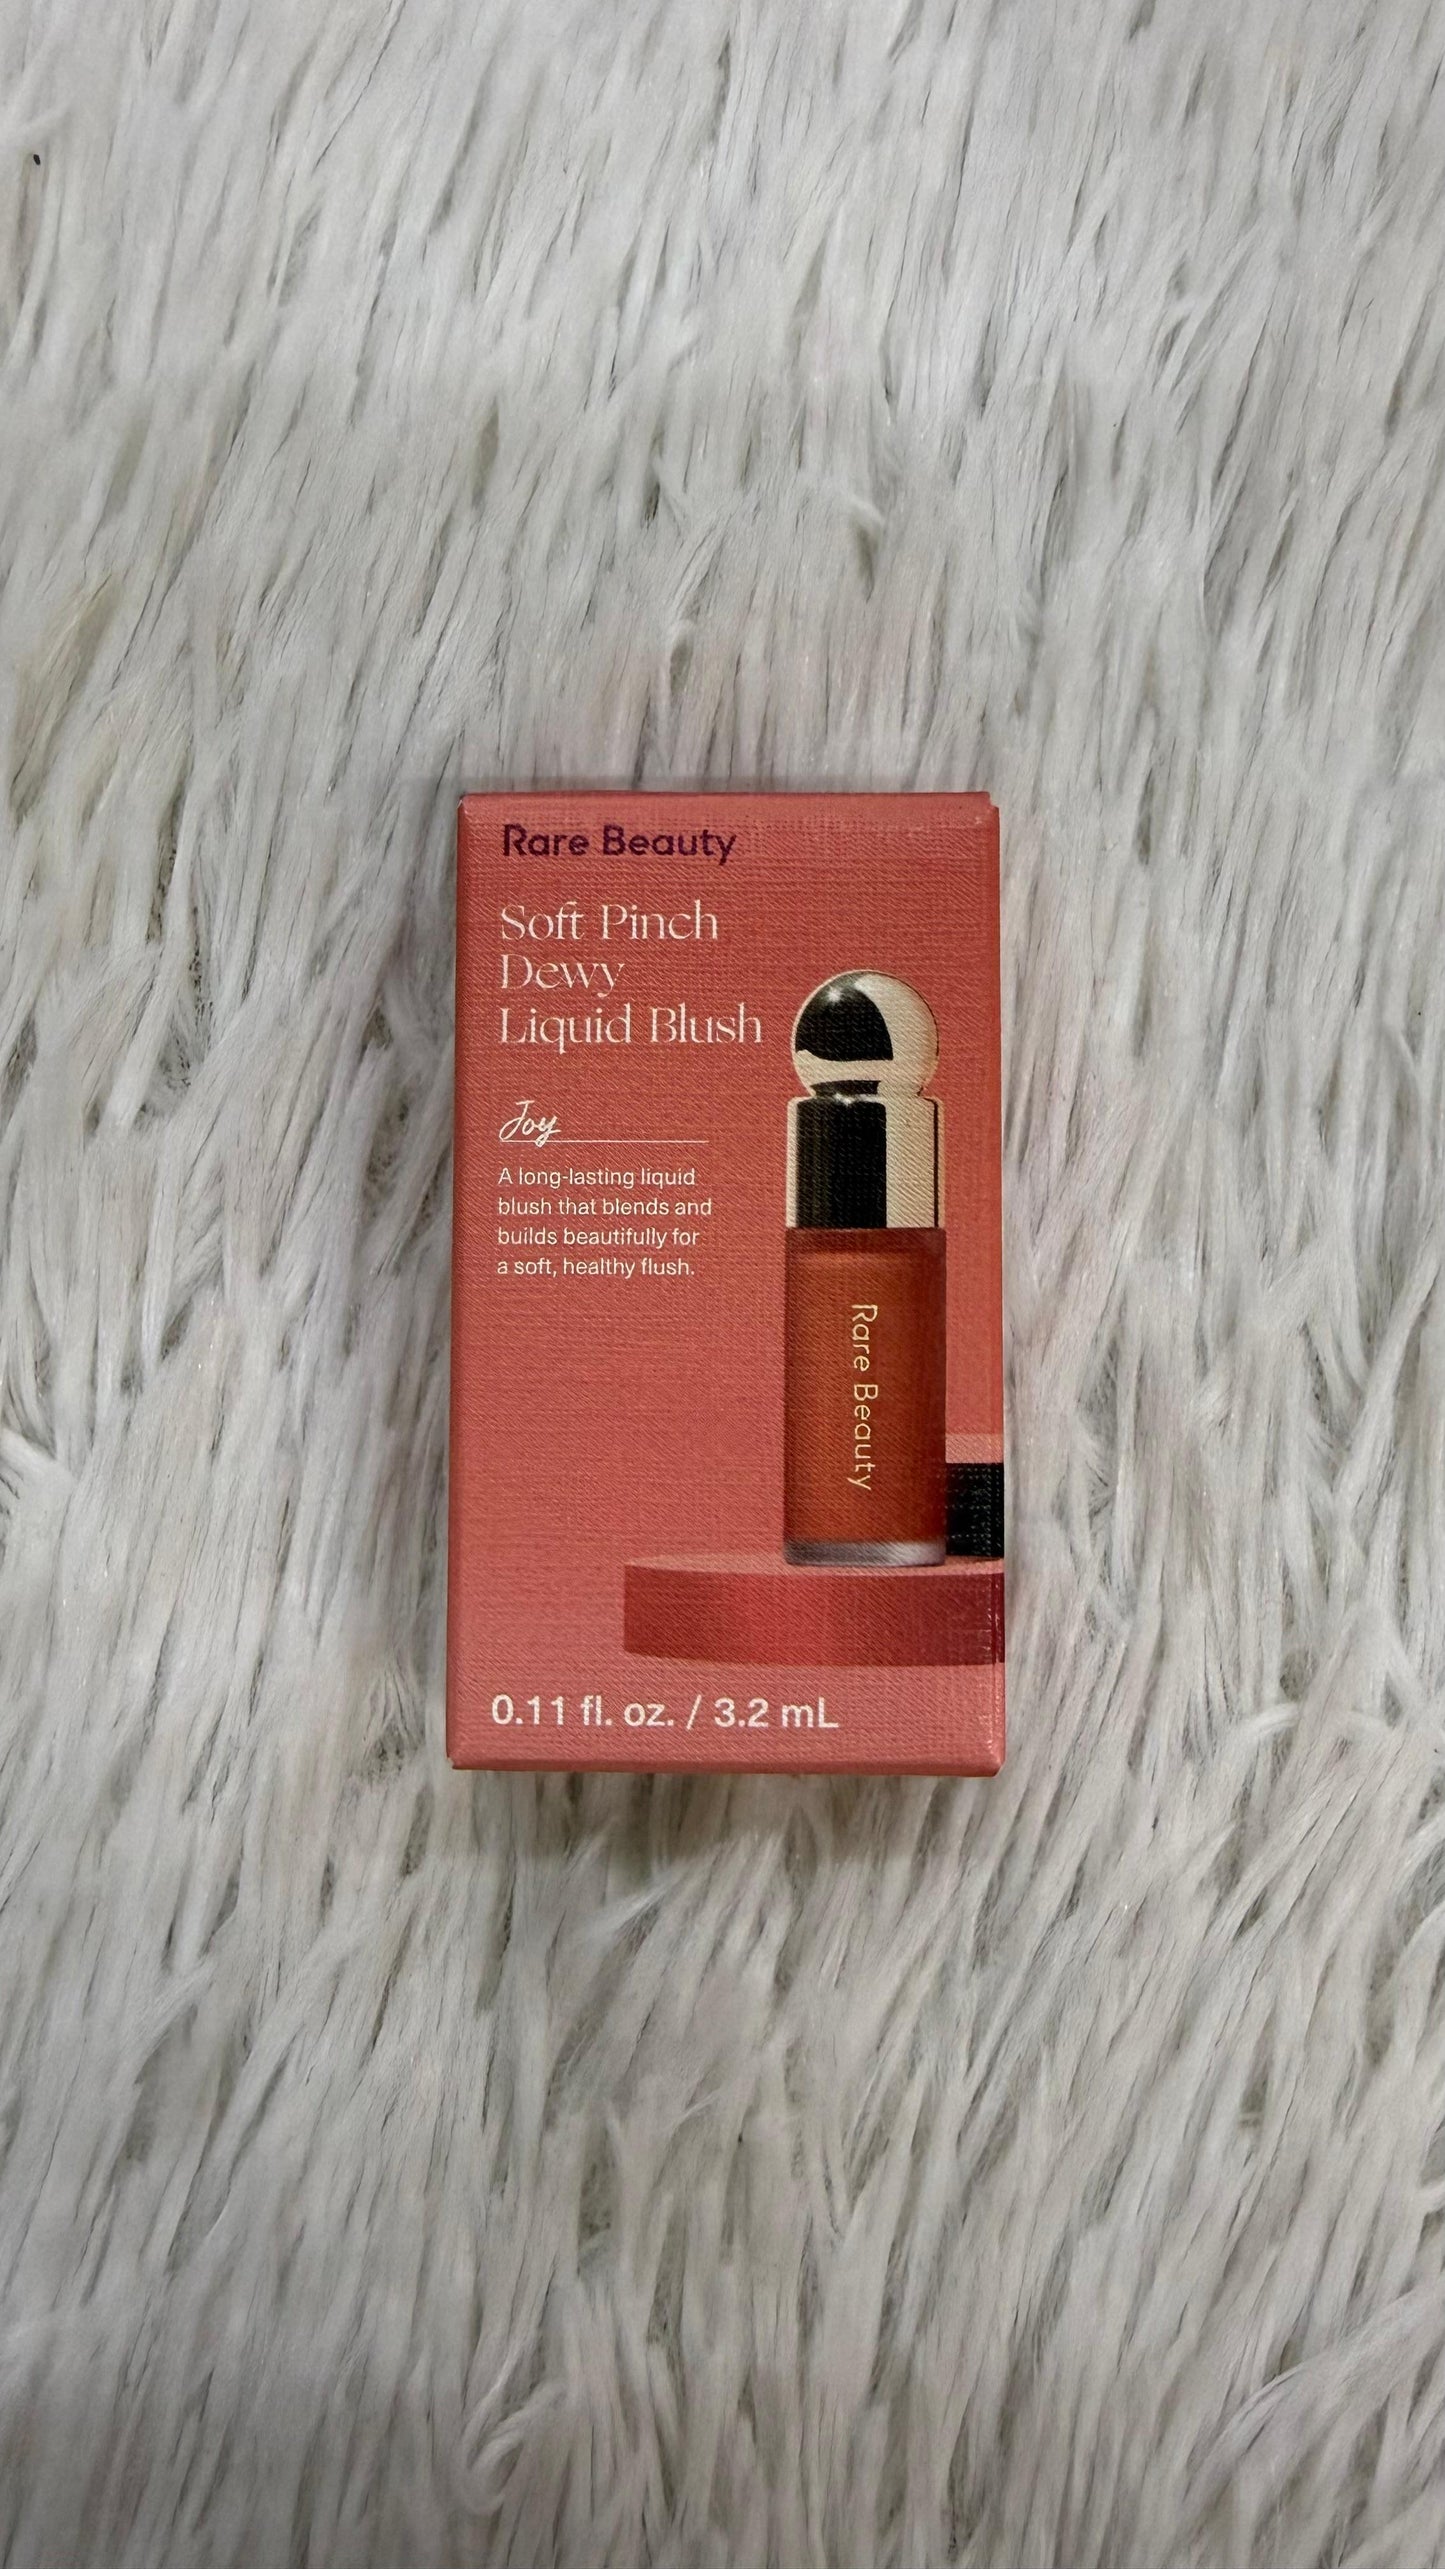 Rare Beauty
Soft Pinch
Dewy
Liquid Blush
Joy
A long-lasting liquid
blush that blends and
builds beautifully for
a soft, healthy flush.
Rare Beauty
0.11 fl. oz. / 3.2 mL